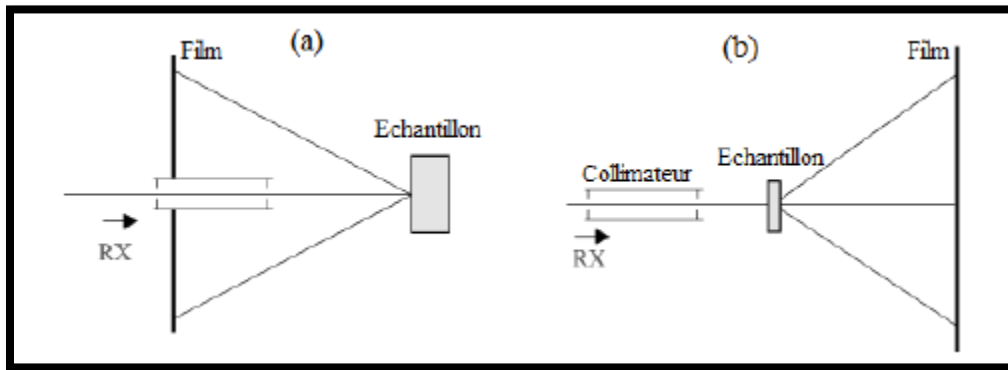 (a)
Film
Echantillon
RX
(b)
Film
Echantillon
Collimateur
RX